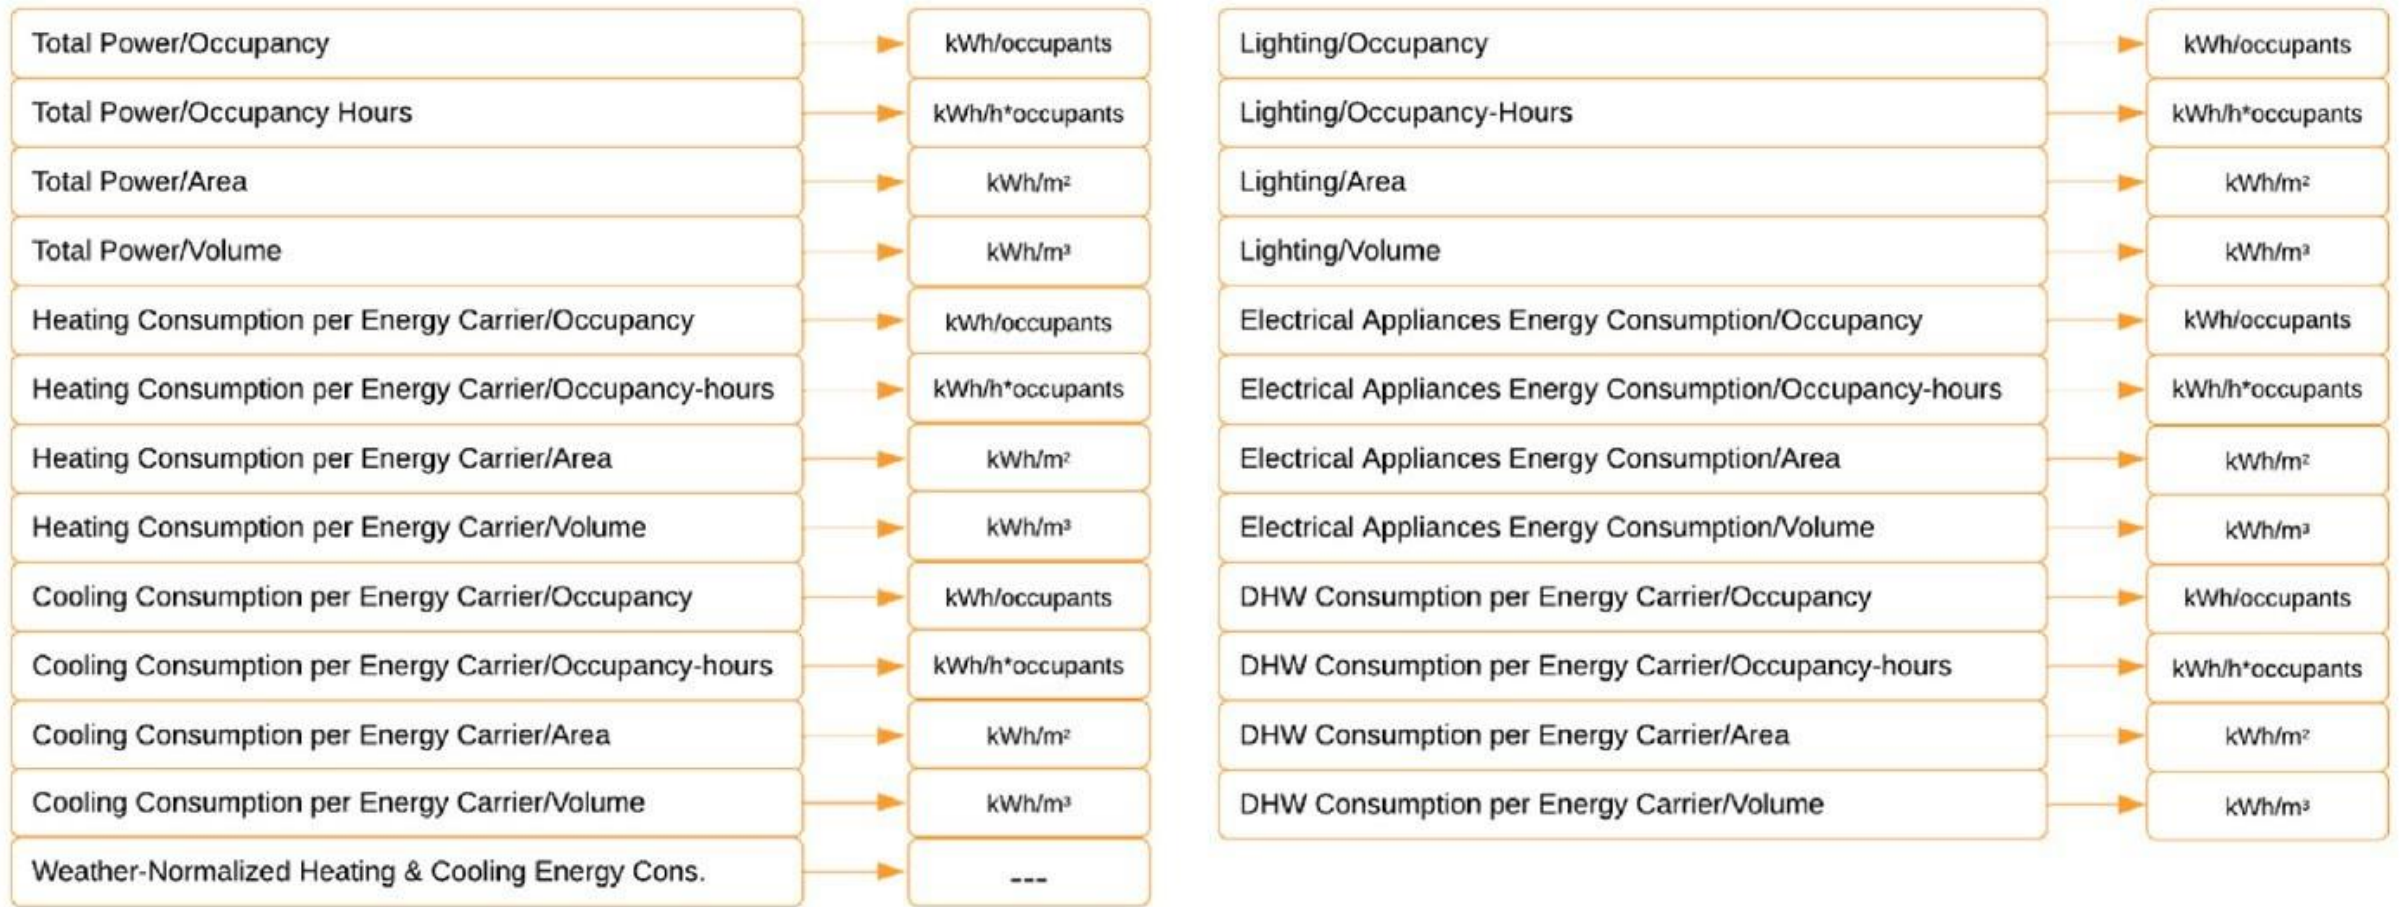 Total Power/Occupancy
kWh/occupants
Total Power/Occupancy Hours
kWh/h*occupants
Total Power/Area
kWh/m²
Total Power/Volume
kWh/m³
Heating Consumption per Energy Carrier/Occupancy
kWh/occupants
Heating Consumption per Energy Carrier/Occupancy-hours
kWh/h*occupants
Heating Consumption per Energy Carrier/Area
kWh/m²
Heating Consumption per Energy Carrier/Volume
kWh/m³
Cooling Consumption per Energy Carrier/Occupancy
kWh/occupants
Cooling Consumption per Energy Carrier/Occupancy-hours
kWh/h*occupants
Cooling Consumption per Energy Carrier/Area
kWh/m²
Cooling Consumption per Energy Carrier/Volume
kWh/m³
Weather-Normalized Heating & Cooling Energy Cons.
---
Lighting/Occupancy
kWh/occupants
Lighting/Occupancy-Hours
kWh/h*occupants
Lighting/Area
kWh/m²
Lighting/Volume
kWh/m³
Electrical Appliances Energy Consumption/Occupancy
kWh/occupants
Electrical Appliances Energy Consumption/Occupancy-hours
kWh/h*occupants
Electrical Appliances Energy Consumption/Area
kWh/m²
Electrical Appliances Energy Consumption/Volume
kWh/m³
DHW Consumption per Energy Carrier/Occupancy
kWh/occupants
DHW Consumption per Energy Carrier/Occupancy-hours
kWh/h*occupants
DHW Consumption per Energy Carrier/Area
kWh/m²
DHW Consumption per Energy Carrier/Volume
kWh/m³